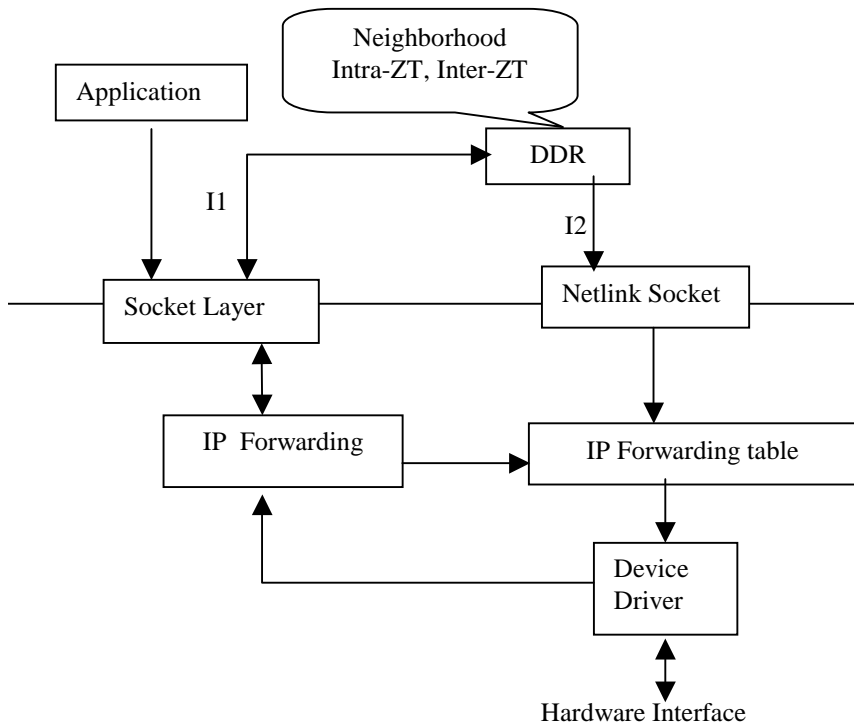 Neighborhood
Intra-ZT, Inter-ZT
Application
DDR
I1
I2
Socket Layer
Netlink Socket
IP Forwarding
IP Forwarding table
Device
Driver
Hardware Interface